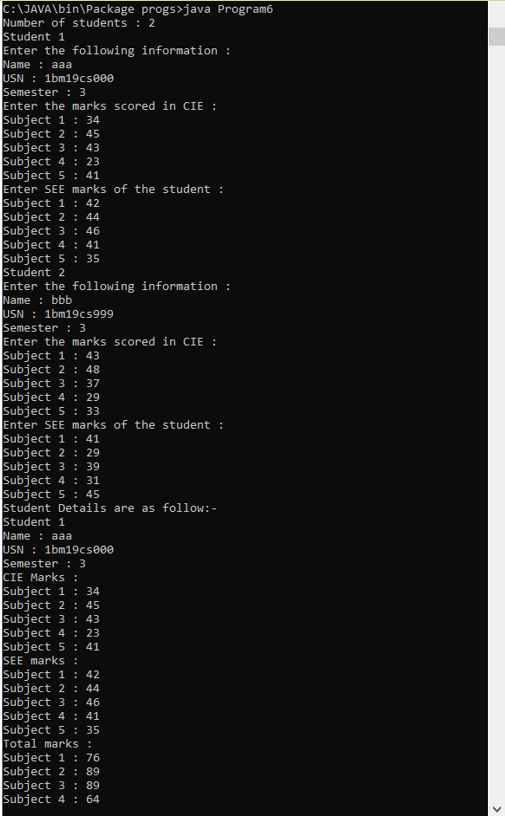 C:\JAVA\bin\Package progs>java Program6
Number of students : 2
Student 1
Enter the following information :
Name : aaa
USN : 1bm19cs000
Semester : 3
Enter the marks scored in CIE :
Subject 1 : 34
Subject 2 : 45
Subject 3 : 43
Subject 4 : 23
Subject 5 : 41
Enter SEE marks of the student :
Subject 1 : 42
Subject 2 : 44
Subject 3 : 46
Subject 4 : 41
Subject 5 : 35
Student 2
Enter the following information :
Name : bbb
USN : 1bm19cs999
Semester : 3
Enter the marks scored in CIE :
Subject 1 : 43
Subject 2 : 48
Subject 3 : 37
Subject 4 : 29
Subject 5 : 33
Enter SEE marks of the student :
Subject 1 : 41
Subject 2 : 29
Subject 3 : 39
Subject 4 : 31
Subject 5 : 45
Student Details are as follow:-
Student 1
Name : aaa
USN : 1bm19cs000
Semester : 3
CIE Marks :
Subject 1 : 34
Subject 2 : 45
Subject 3 : 43
Subject 4 : 23
Subject 5 : 41
SEE marks :
Subject 1 : 42
Subject 2 : 44
Subject 3 : 46
Subject 4 : 41
Subject 5 : 35
Total marks :
Subject 1 : 76
Subject 2 : 89
Subject 3 : 89
Subject 4 : 64